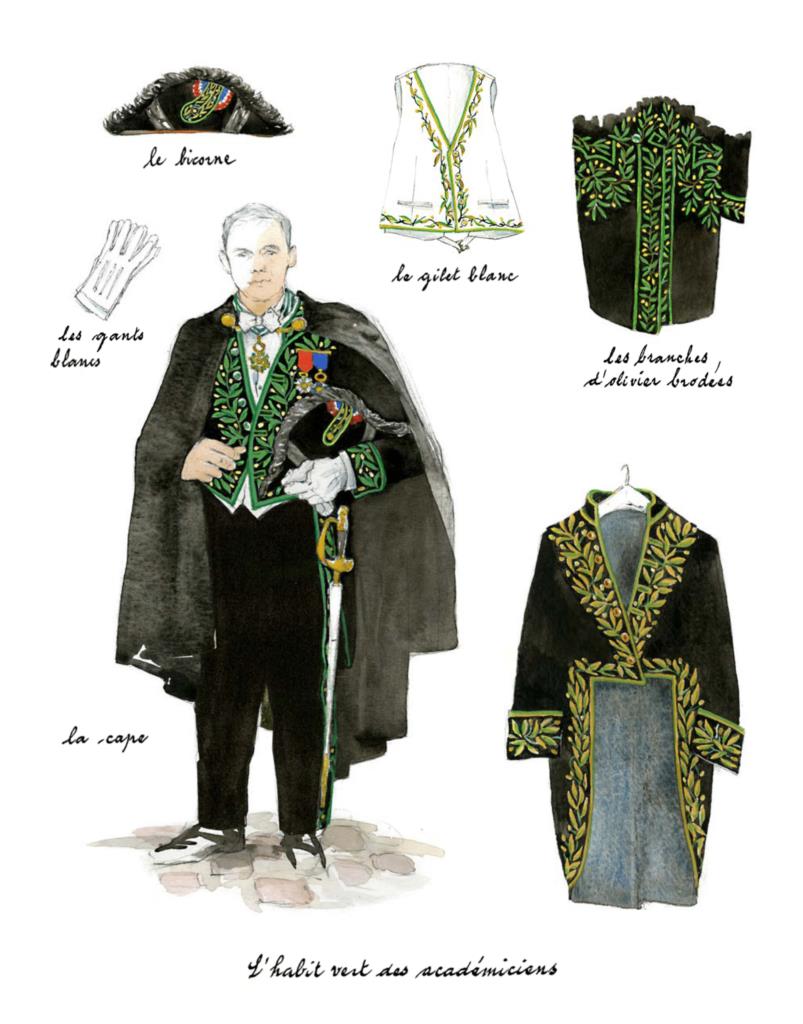 le bicorne
le gilet blanc
les gants
blancs
les branches
d'olivier brodées
la cape
L'habit vert des académiciens